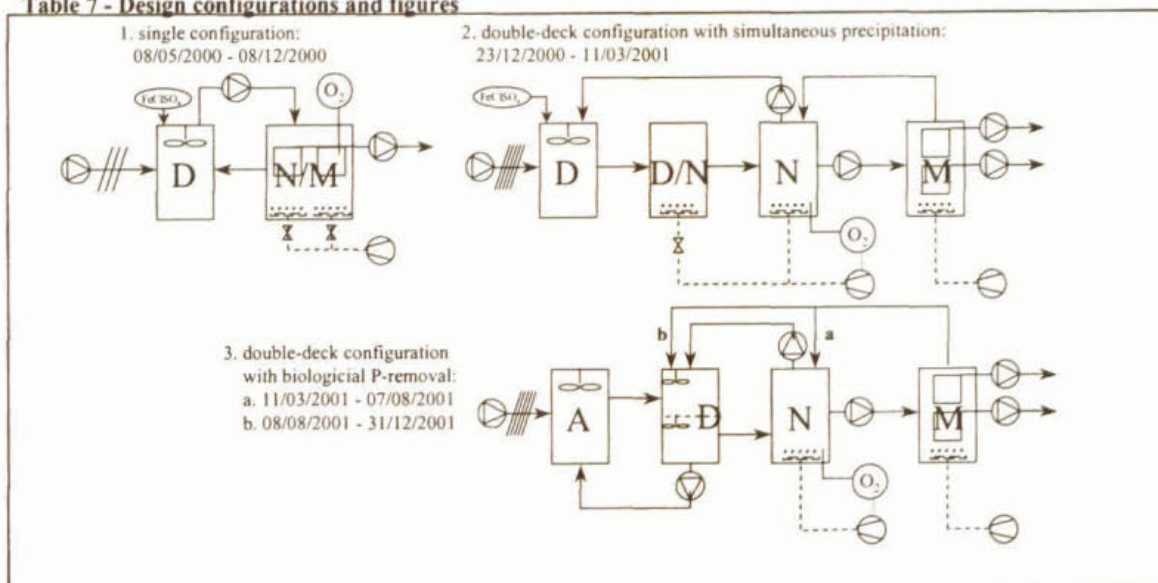 Table 7 - Design configurations and figures
1. single configuration:
08/05/2000 - 08/12/2000
2. double-deck configuration with simultaneous precipitation:
23/12/2000 - 11/03/2001
O2
D
N/M
D
D/N
N
M
O2
3. double-deck configuration
with biologicial P-removal:
a. 11/03/2001 - 07/08/2001
b. 08/08/2001 - 31/12/2001
b
a
A
D
N
M
O2